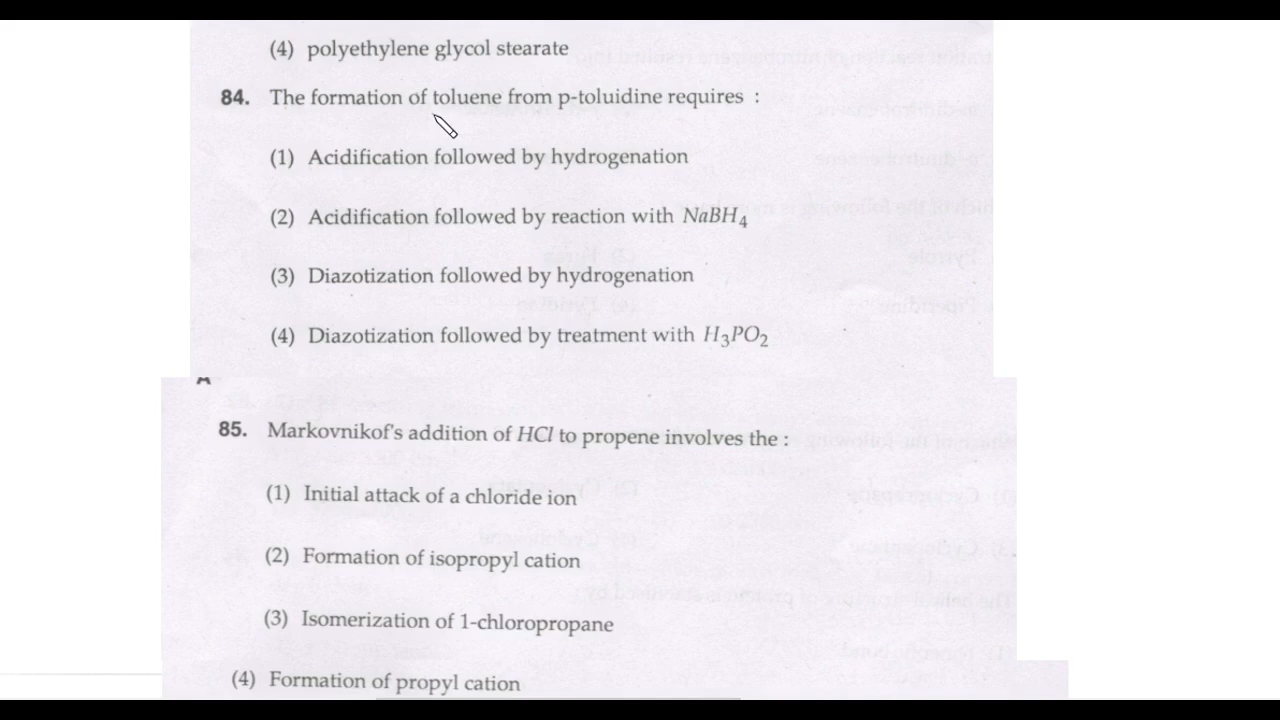 (4) polyethylene glycol stearate
84. The formation of toluene from p-toluidine requires :
(1) Acidification followed by hydrogenation
(2) Acidification followed by reaction with NaBH₄
(3) Diazotization followed by hydrogenation
(4) Diazotization followed by treatment with H₃PO₂
A
85. Markovnikof's addition of HCl to propene involves the :
(1) Initial attack of a chloride ion
(2) Formation of isopropyl cation
(3) Isomerization of 1-chloropropane
(4) Formation of propyl cation